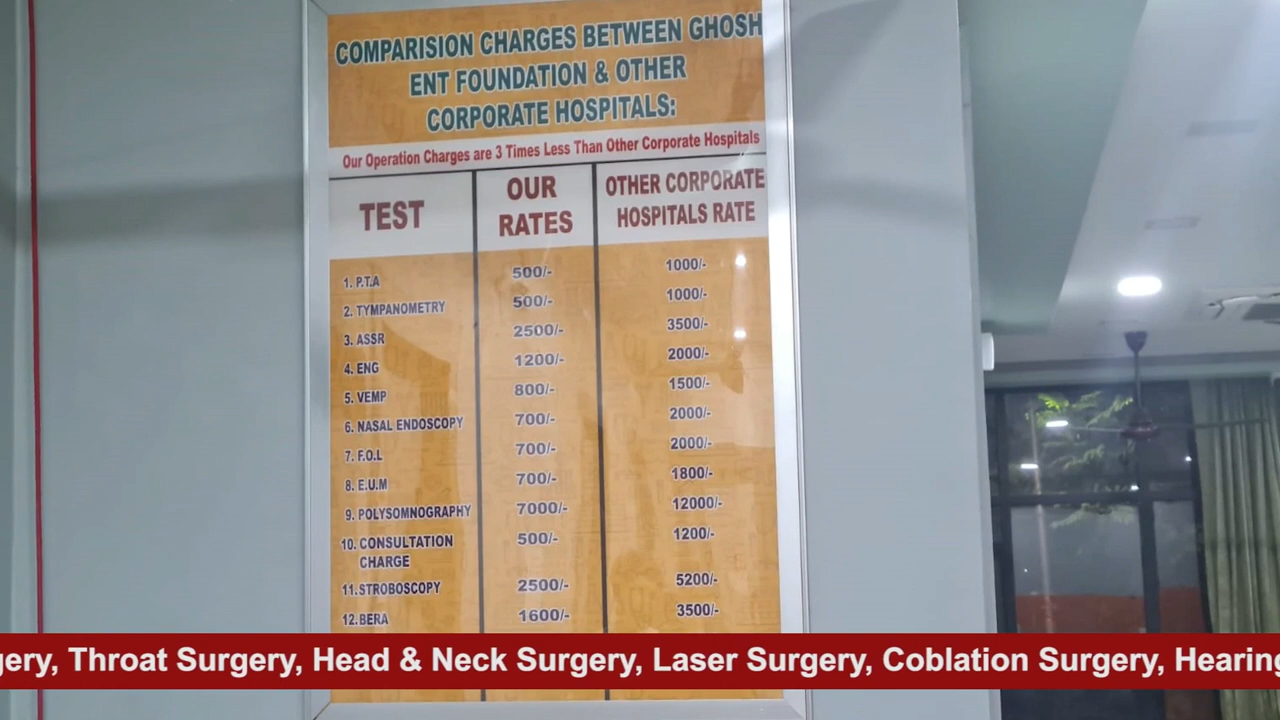 COMPARISION CHARGES BETWEEN GHOSH
ENT FOUNDATION & OTHER
CORPORATE HOSPITALS:
Our Operation Charges are 3 Times Less Than Other Corporate Hospitals
TEST OUR RATES OTHER CORPORATE HOSPITALS RATE
1. P.T.A 500/- 1000/-
2. TYMPANOMETRY 500/- 1000/-
3. ASSR 2500/- 3500/-
4. ENG 1200/- 2000/-
5. VEMP 800/- 1500/-
6. NASAL ENDOSCOPY 700/- 2000/-
7. F.O.L 700/- 2000/-
8. E.U.M 700/- 1800/-
9. POLYSOMNOGRAPHY 7000/- 12000/-
10. CONSULTATION CHARGE 500/- 1200/-
11.STROBOSCOPY 2500/- 5200/-
12.BERA 1600/- 3500/-
gery, Throat Surgery, Head & Neck Surgery, Laser Surgery, Coblation Surgery, Hearing